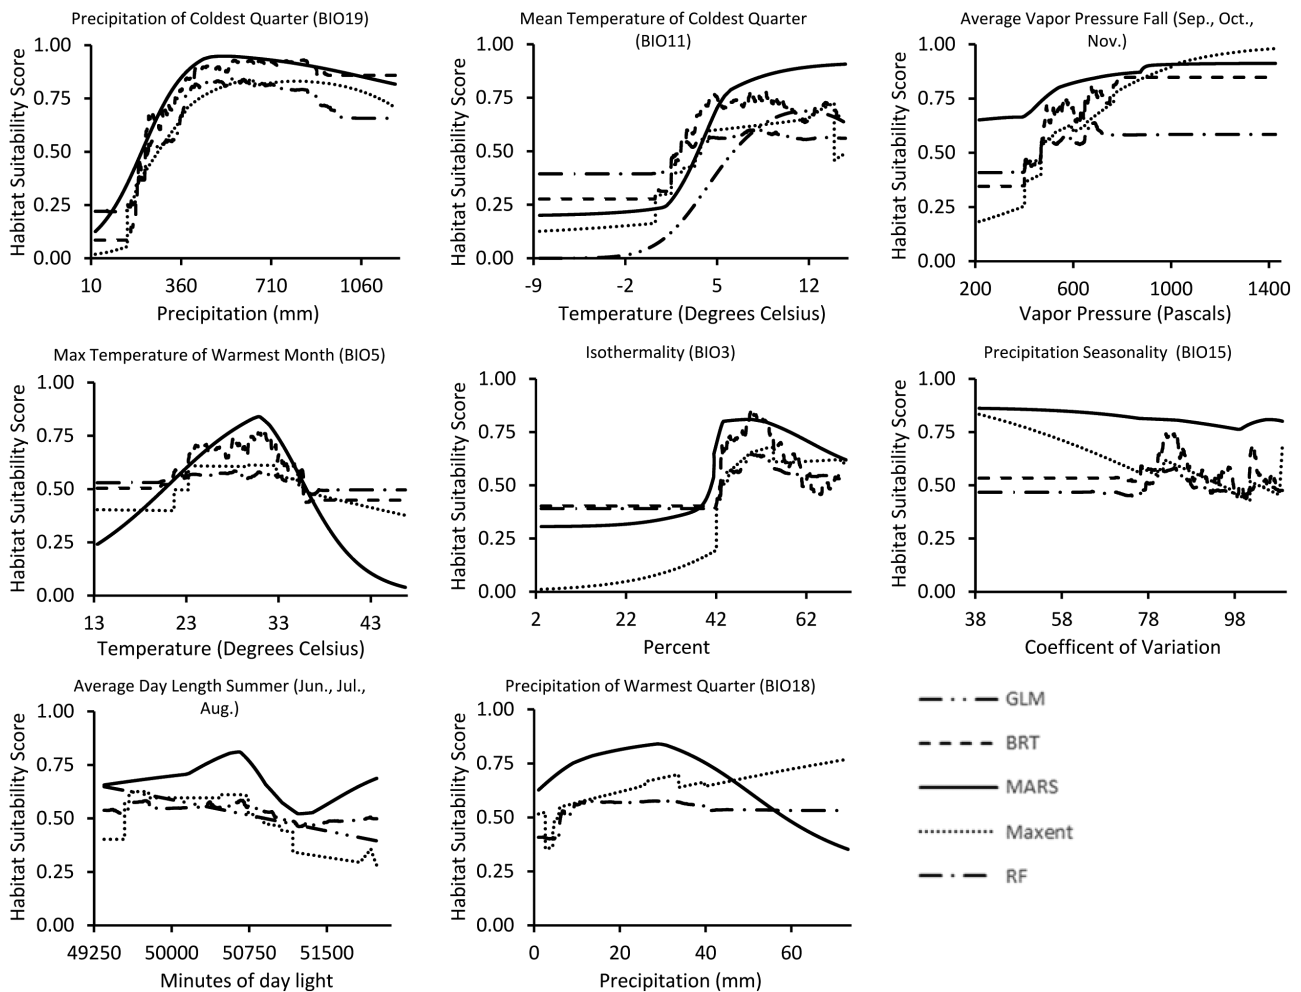 Precipitation of Coldest Quarter (BIO19)
Habitat Suitability Score
1.00
0.75
0.50
0.25
0.00
10 360 710 1060
Precipitation (mm)
Mean Temperature of Coldest Quarter
(BIO11)
Habitat Suitability Score
1.00
0.75
0.50
0.25
0.00
-9 -2 5 12
Temperature (Degrees Celsius)
Average Vapor Pressure Fall (Sep., Oct.,
Nov.)
Habitat Suitability Score
1.00
0.75
0.50
0.25
0.00
200 600 1000 1400
Vapor Pressure (Pascals)
Max Temperature of Warmest Month (BIO5)
Habitat Suitability Score
1.00
0.75
0.50
0.25
0.00
13 23 33 43
Temperature (Degrees Celsius)
Isothermality (BIO3)
Habitat Suitability Score
1.00
0.75
0.50
0.25
0.00
2 22 42 62
Percent
Precipitation Seasonality (BIO15)
Habitat Suitability Score
1.00
0.75
0.50
0.25
0.00
38 58 78 98
Coefficent of Variation
Average Day Length Summer (Jun., Jul.,
Aug.)
Habitat Suitability Score
1.00
0.75
0.50
0.25
0.00
49250 50000 50750 51500
Minutes of day light
Precipitation of Warmest Quarter (BIO18)
Habitat Suitability Score
1.00
0.75
0.50
0.25
0.00
0 20 40 60
Precipitation (mm)
GLM
BRT
MARS
Maxent
RF